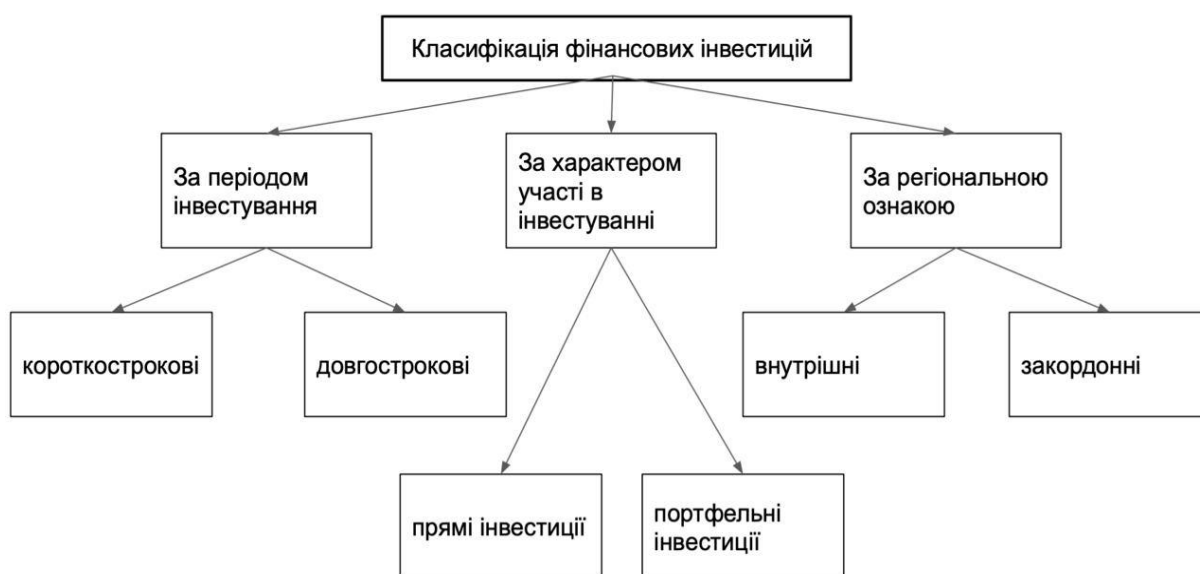 Класифікація фінансових інвестицій
За періодом
інвестування
За характером
участі в
інвестуванні
За регіональною
ознакою
короткострокові
довгострокові
внутрішні
закордонні
прямі інвестиції
портфельні
інвестиції